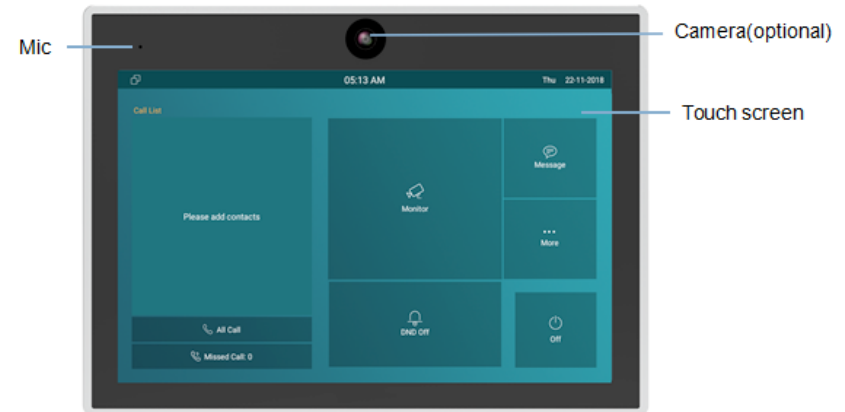 Mic
Camera(optional)
05:13 AM
Thu 22-11-2018
Touch screen
Call List
Please add contacts
Monitor
Message
More
All Call
Missed Call: 0
DND Off
Off